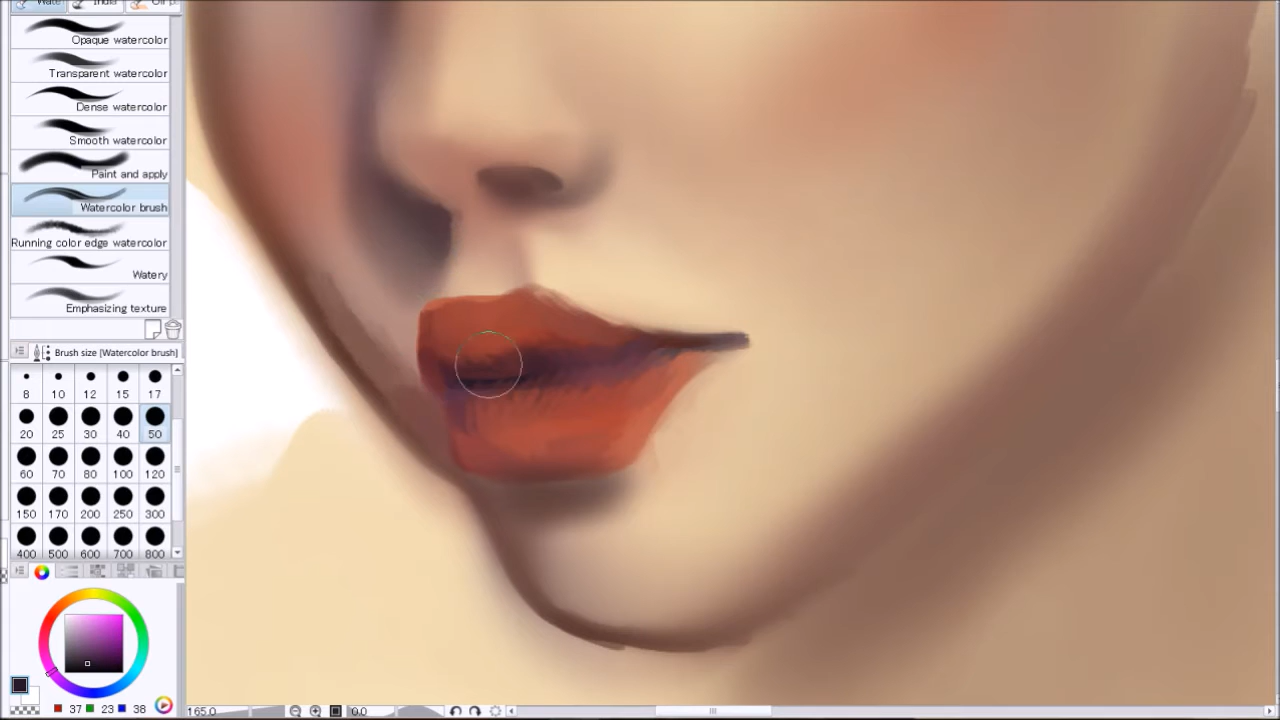 Opaque watercolor
Transparent watercolor
Dense watercolor
Smooth watercolor
Paint and apply
Watercolor brush
Running color edge watercolor
Watery
Emphasizing texture
Brush size [Watercolor brush]
8 10 12 15 17
20 25 30 40 50
60 70 80 100 120
150 170 200 250 300
400 500 600 700 800
37 23 38
165.0 0.0